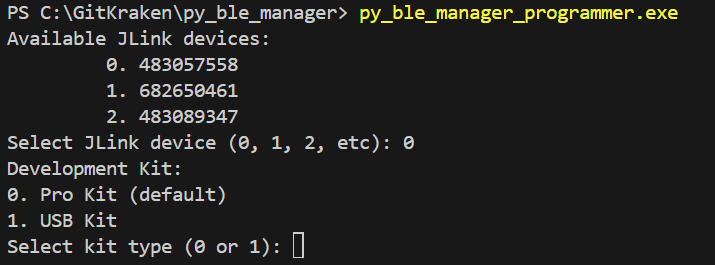 PS C:\GitKraken\py_ble_manager> py_ble_manager_programmer.exe
Available JLink devices:
0. 483057558
1. 682650461
2. 483089347
Select JLink device (0, 1, 2, etc): 0
Development Kit:
0. Pro Kit (default)
1. USB Kit
Select kit type (0 or 1):